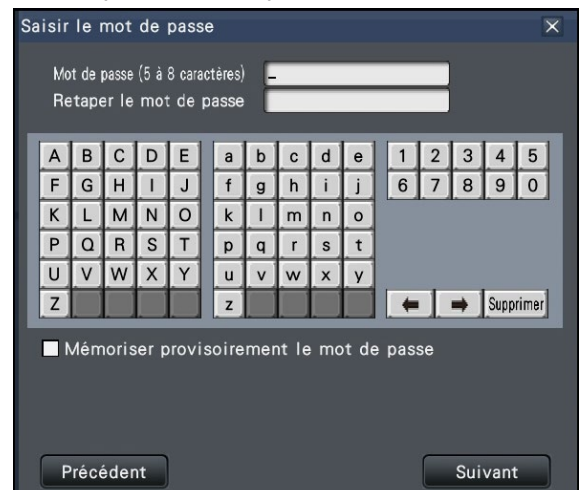 Saisir le mot de passe ×
Mot de passe (5 à 8 caractères) _
Retaper le mot de passe
A B C D E a b c d e 1 2 3 4 5
F G H I J f g h i j 6 7 8 9 0
K L M N O k l m n o
P Q R S T p q r s t
U V W X Y u v w x y
Z z ← → Supprimer
Mémoriser provisoirement le mot de passe
Précédent Suivant